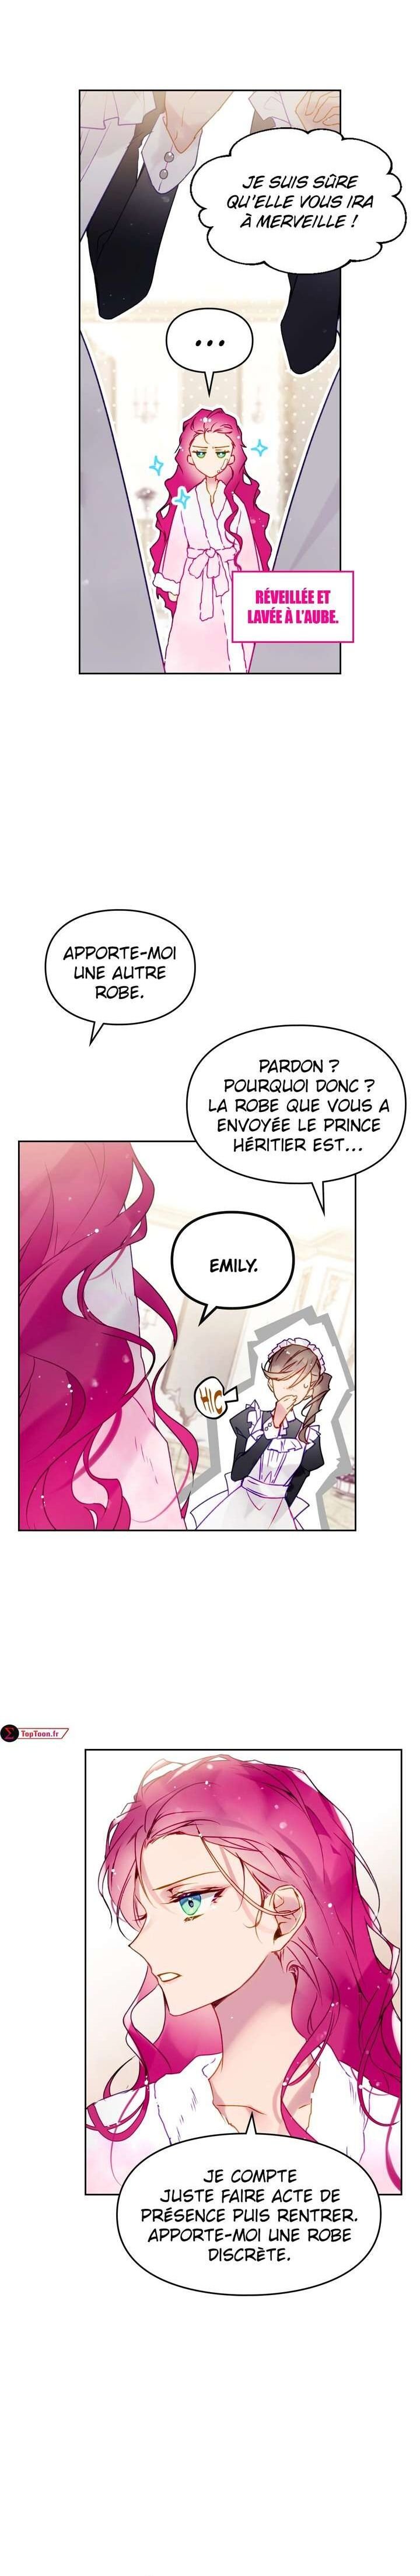 JE SUIS SÛRE
QU'ELLE VOUS IRA
À MERVEILLE !
...
RÉVEILLÉE ET
LAVÉE À L'AUBE.
APPORTE-MOI
UNE AUTRE
ROBE.
PARDON ?
POURQUOI DONC ?
LA ROBE QUE VOUS A
ENVOYÉE LE PRINCE
HÉRITIER EST...
EMILY.
HIC
TopToon.fr
JE COMPTE
JUSTE FAIRE ACTE DE
PRÉSENCE PUIS RENTRER.
APPORTE-MOI UNE ROBE
DISCRÈTE.